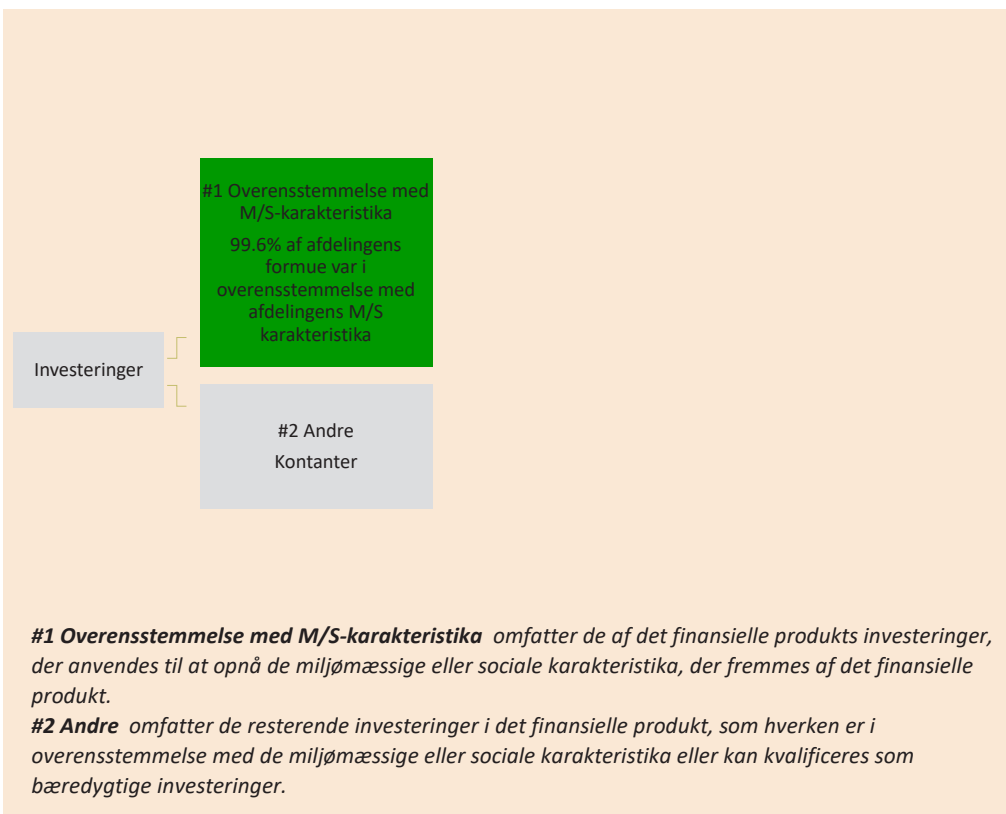 #1 Overensstemmelse med
M/S-karakteristika
99.6% af afdelingens
formue var i
overensstemmelse med
afdelingens M/S
karakteristika
Investeringer
#2 Andre
Kontanter
#1 Overensstemmelse med M/S-karakteristika omfatter de af det finansielle produkts investeringer,
der anvendes til at opnå de miljømæssige eller sociale karakteristika, der fremmes af det finansielle
produkt.
#2 Andre omfatter de resterende investeringer i det finansielle produkt, som hverken er i
overensstemmelse med de miljømæssige eller sociale karakteristika eller kan kvalificeres som
bæredygtige investeringer.